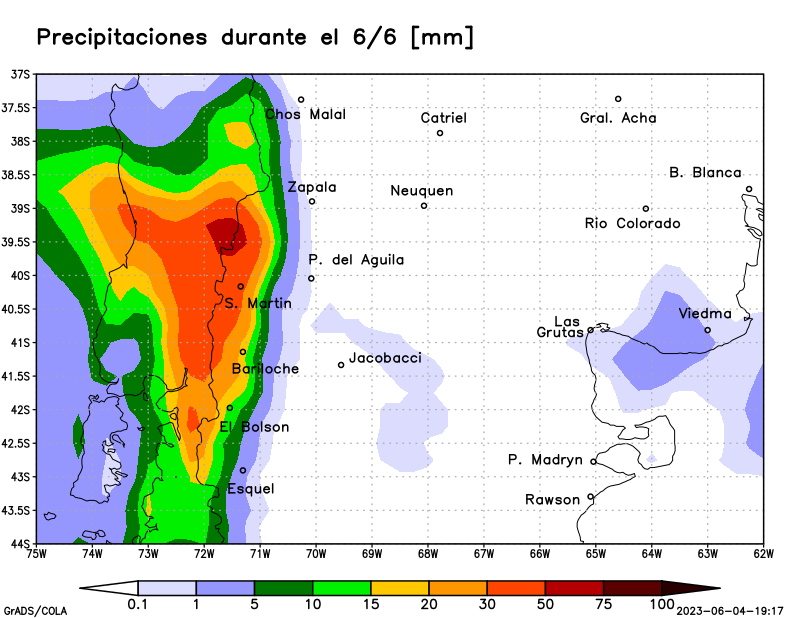 Precipitaciones durante el 6/6 [mm]
37S
37.5S
Chos Malal
Catriel
Gral. Acha
38S
38.5S
B. Blanca
Zapala
Neuquen
39S
Rio Colorado
39.5S
P. del Aguila
40S
S. Martin
40.5S
Viedma
Las
Grutas
41S
Bariloche
Jacobacci
41.5S
42S
El Bolson
42.5S
P. Madryn
43S
Esquel
Rawson
43.5S
44S
75W 74W 73W 72W 71W 70W 69W 68W 67W 66W 65W 64W 63W 62W
0.1 1 5 10 15 20 30 50 75 100
GrADS/COLA
2023-06-04-19:17